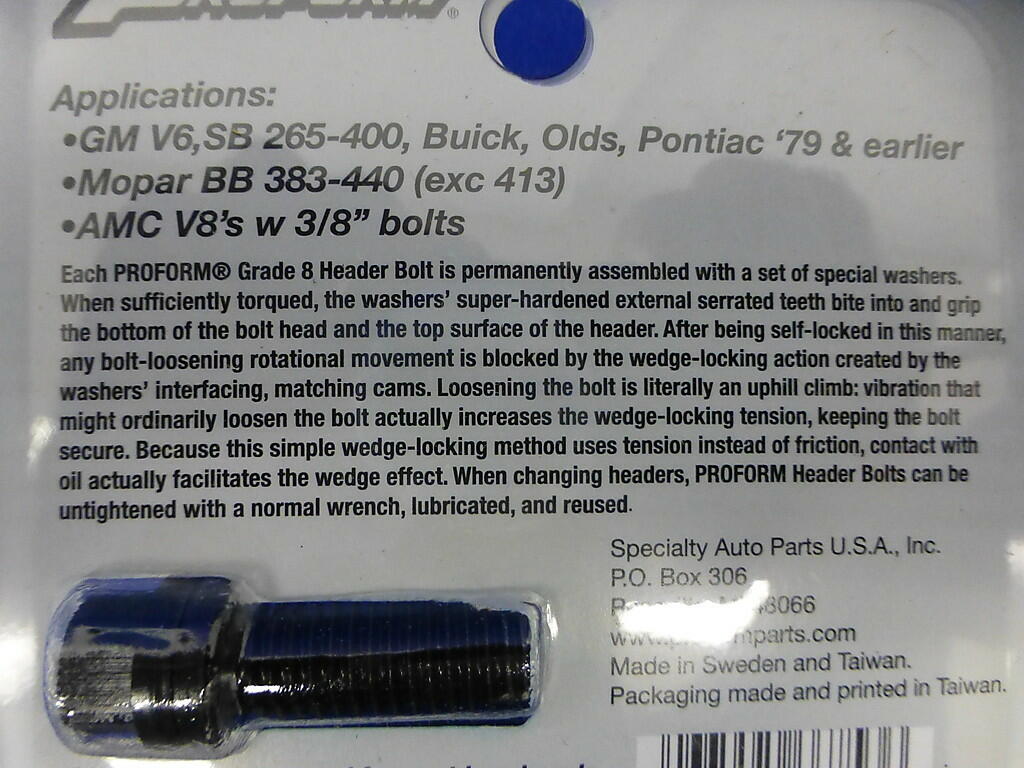 PROFORM®
Applications:
•GM V6,SB 265-400, Buick, Olds, Pontiac ‘79 & earlier
•Mopar BB 383-440 (exc 413)
•AMC V8’s w 3/8” bolts
Each PROFORM® Grade 8 Header Bolt is permanently assembled with a set of special washers.
When sufficiently torqued, the washers’ super-hardened external serrated teeth bite into and grip
the bottom of the bolt head and the top surface of the header. After being self-locked in this manner,
any bolt-loosening rotational movement is blocked by the wedge-locking action created by the
washers’ interfacing, matching cams. Loosening the bolt is literally an uphill climb: vibration that
might ordinarily loosen the bolt actually increases the wedge-locking tension, keeping the bolt
secure. Because this simple wedge-locking method uses tension instead of friction, contact with
oil actually facilitates the wedge effect. When changing headers, PROFORM Header Bolts can be
untightened with a normal wrench, lubricated, and reused.
Specialty Auto Parts U.S.A., Inc.
P.O. Box 306
Made in Sweden and Taiwan.
Packaging made and printed in Taiwan.